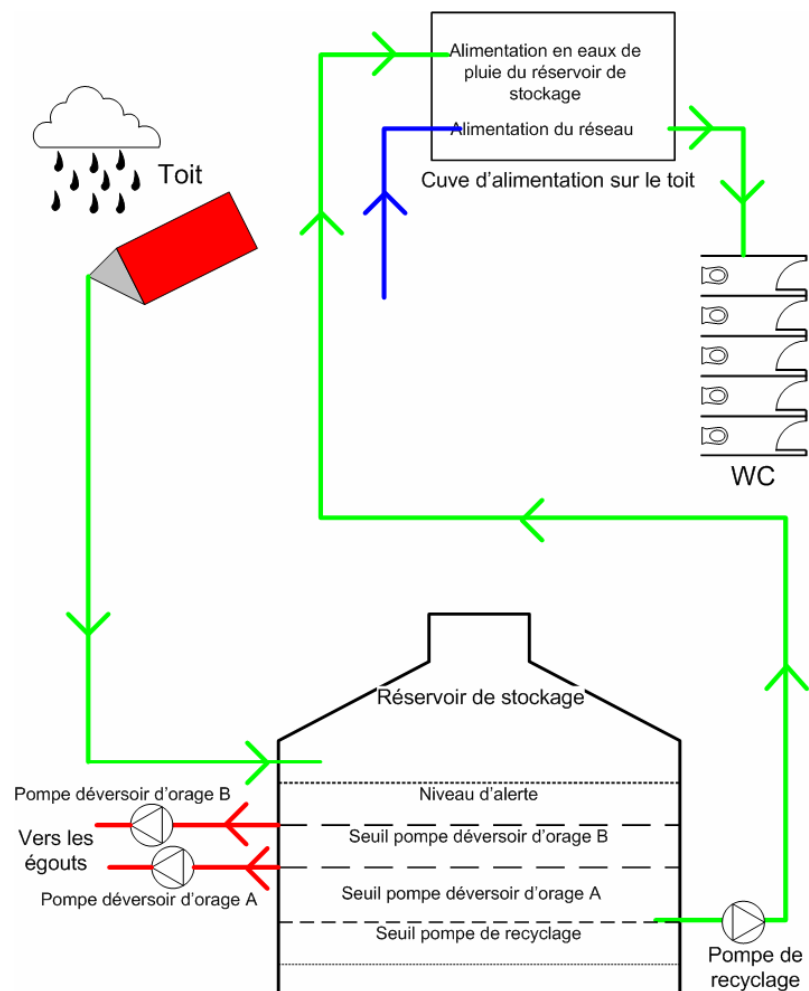 Alimentation en eaux de
pluie du réservoir de
stockage
Alimentation du réseau
Cuve d'alimentation sur le toit
Toit
WC
Réservoir de stockage
Niveau d'alerte
Pompe déversoir d'orage B
Seuil pompe déversoir d'orage B
Vers les
égouts
Seuil pompe déversoir d'orage A
Pompe déversoir d'orage A
Seuil pompe de recyclage
Pompe de
recyclage